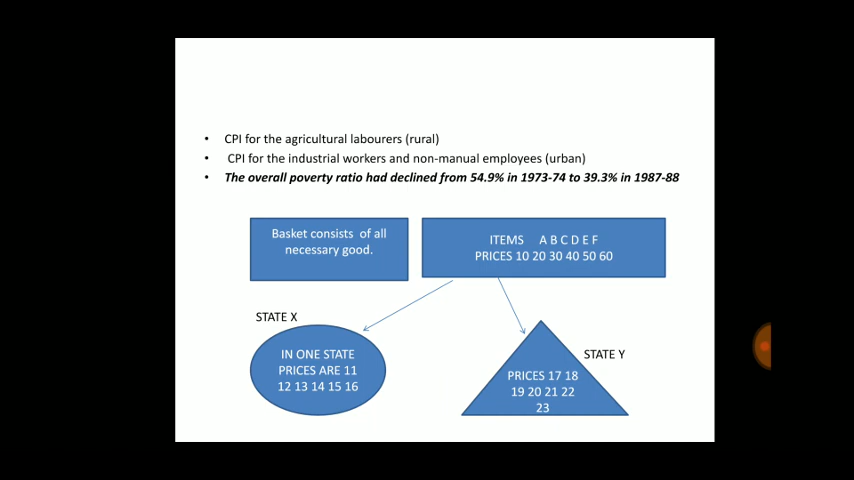 CPI for the agricultural labourers (rural)
CPI for the industrial workers and non-manual employees (urban)
The overall poverty ratio had declined from 54.9% in 1973-74 to 39.3% in 1987-88
Basket consists of all
necessary good.
ITEMS A B C D E F
PRICES 10 20 30 40 50 60
STATE X
IN ONE STATE
PRICES ARE 11
12 13 14 15 16
STATE Y
PRICES 17 18
19 20 21 22
23